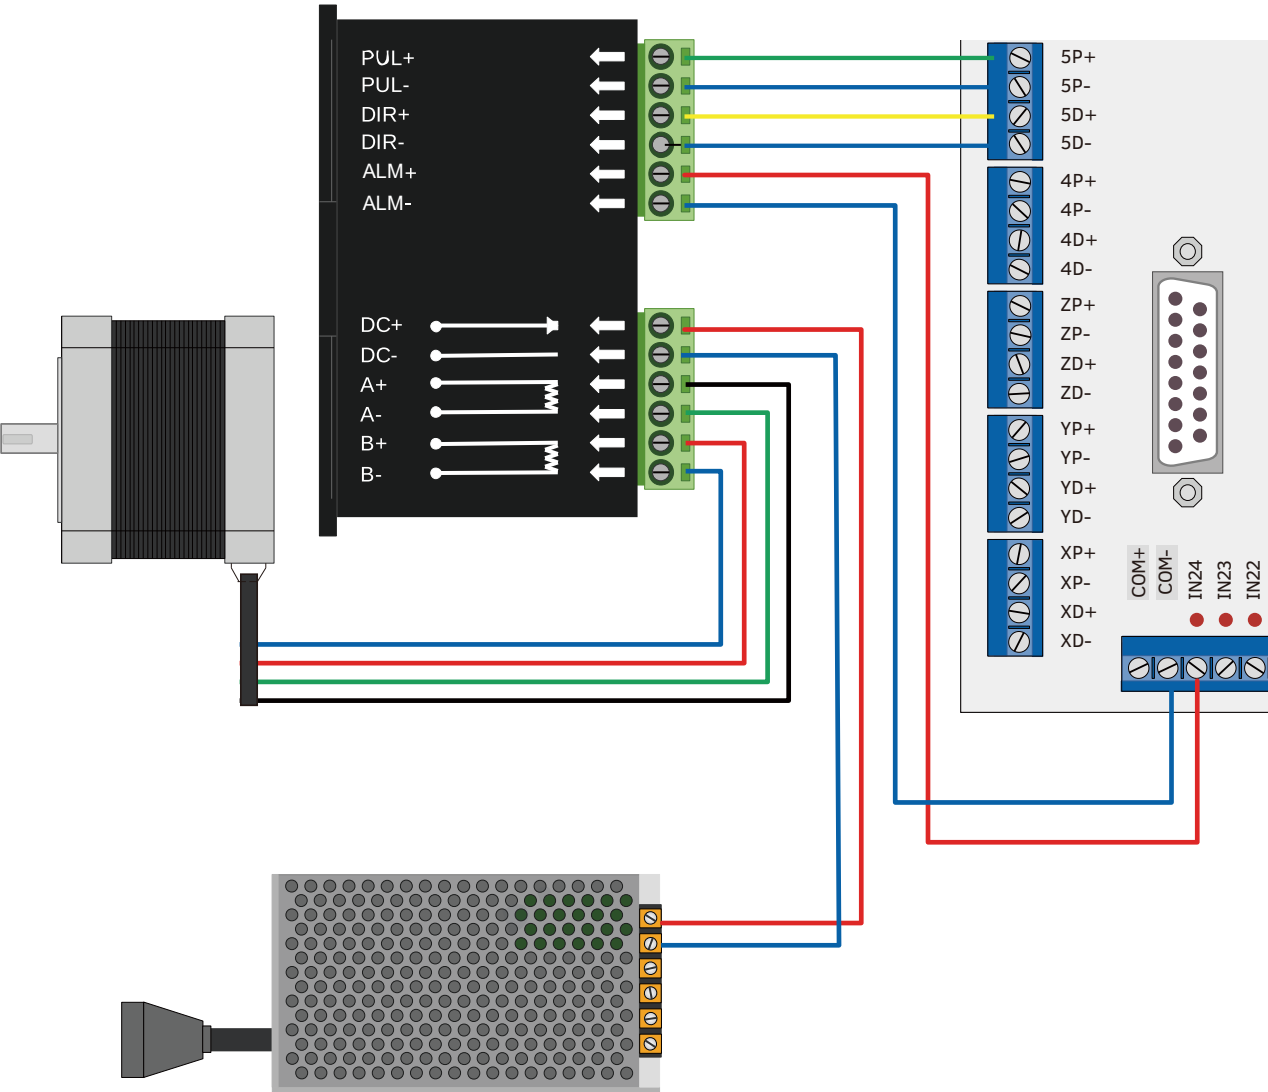 PUL+
PUL-
DIR+
DIR-
ALM+
ALM-
DC+
DC-
A+
A-
B+
B-
5P+
5P-
5D+
5D-
4P+
4P-
4D+
4D-
ZP+
ZP-
ZD+
ZD-
YP+
YP-
YD+
YD-
XP+
XP-
XD+
XD-
COM+
COM-
IN24
IN23
IN22